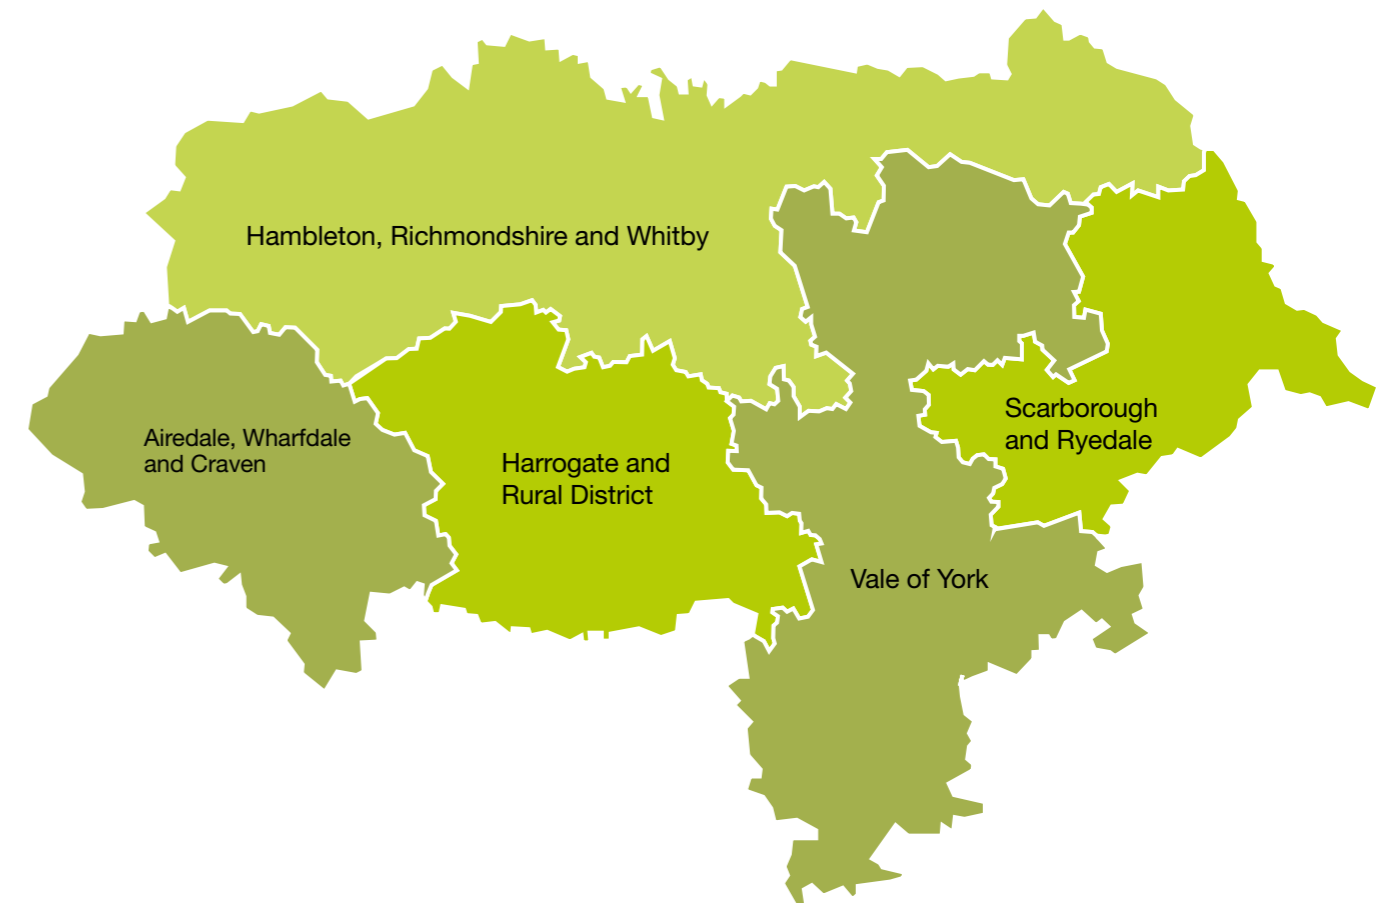 Hambleton, Richmondshire and Whitby
Airedale, Wharfdale
and Craven
Harrogate and
Rural District
Scarborough
and Ryedale
Vale of York